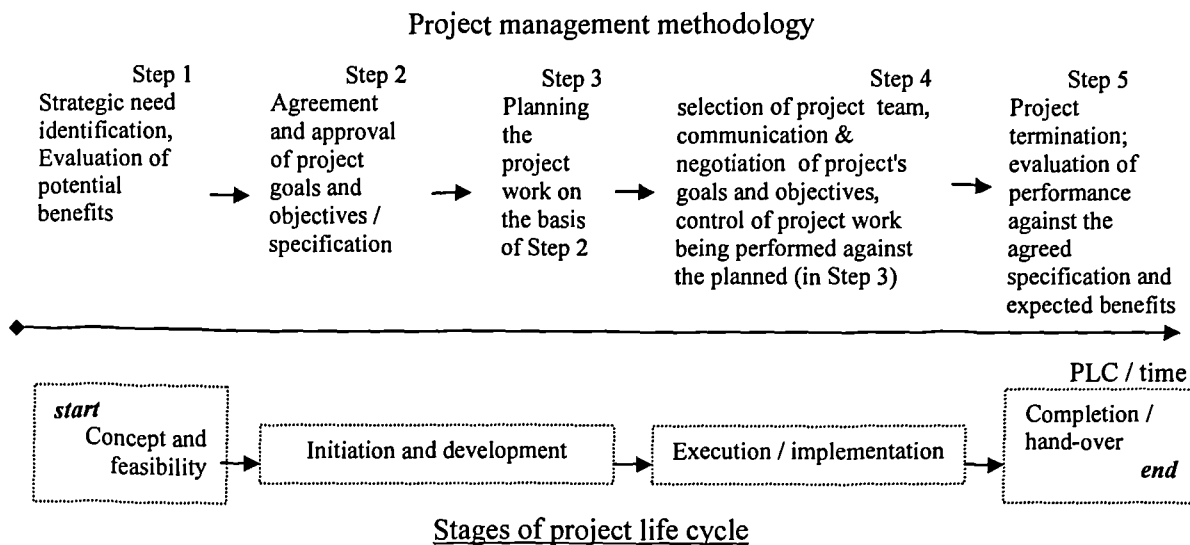 Project management methodology
Step 1
Strategic need
identification,
Evaluation of
potential
benefits
Step 2
Agreement
and approval
of project
goals and
objectives /
specification
Step 3
Planning
the
project
work on
the basis
of Step 2
Step 4
selection of project team,
communication &
negotiation of project's
goals and objectives,
control of project work
being performed against
the planned (in Step 3)
Step 5
Project
termination;
evaluation of
performance
against the
agreed
specification and
expected benefits
PLC / time
start
Concept and
feasibility
Initiation and development
Execution / implementation
Completion /
hand-over
end
Stages of project life cycle